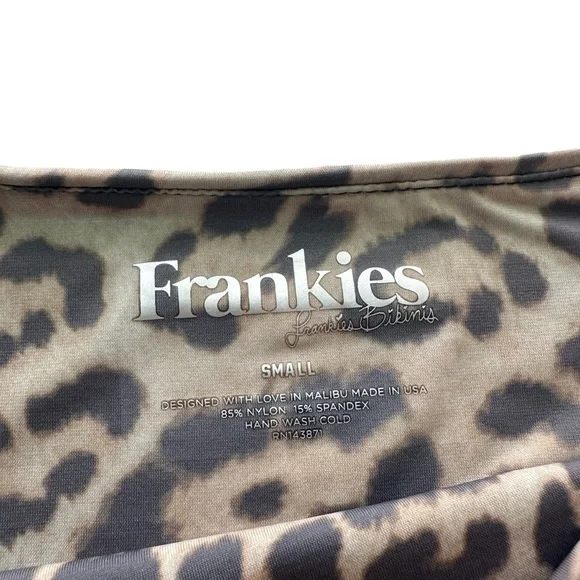 Frankies
Frankies Bikinis
SMALL
DESIGNED WITH LOVE IN MALIBU MADE IN USA
85% NYLON 15% SPANDEX
HAND WASH COLD
RN143871